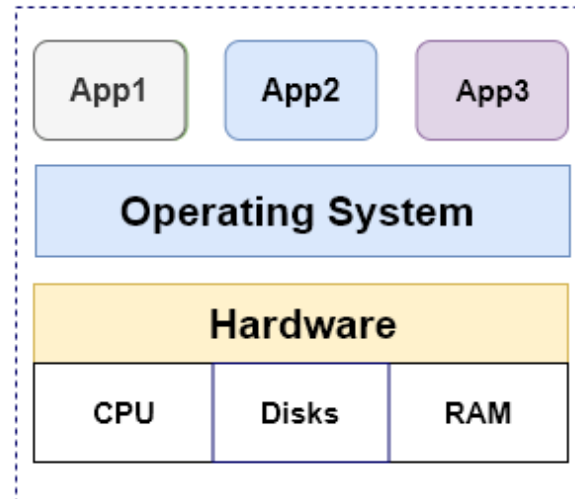 App1 App2 App3
Operating System
Hardware
CPU Disks RAM